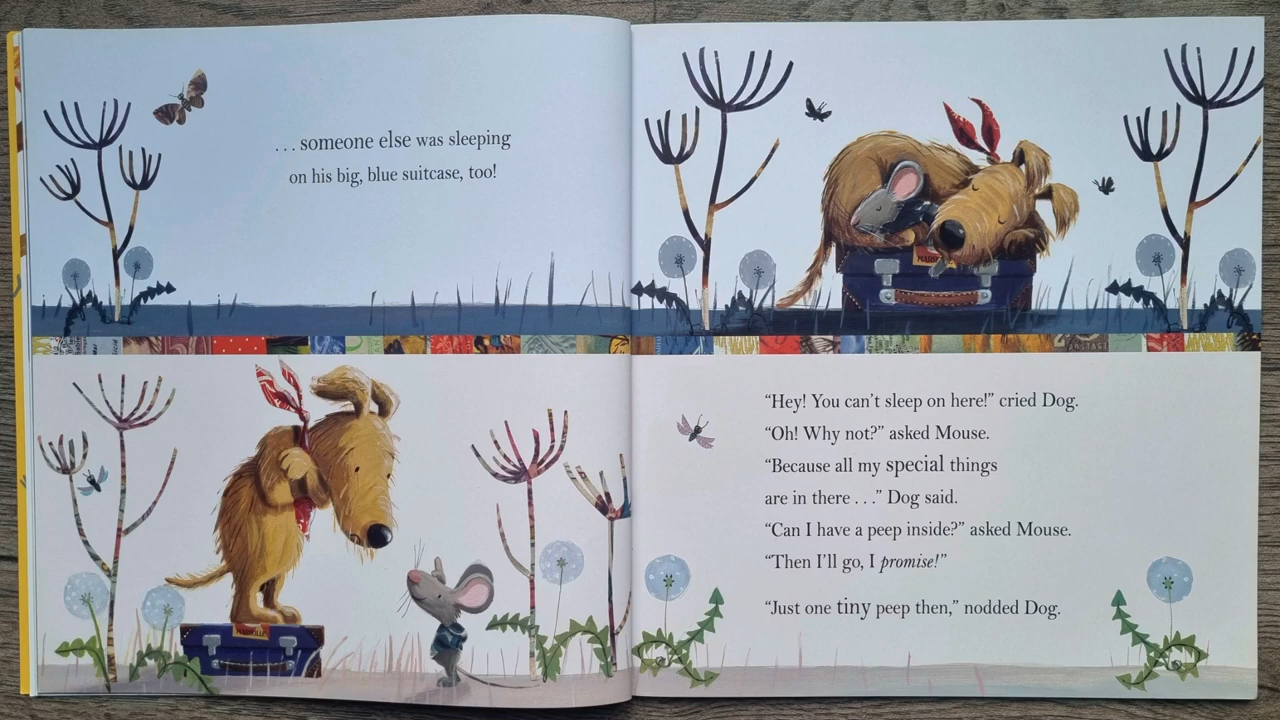 . . . someone else was sleeping
on his big, blue suitcase, too!
MARSEILLE
“Hey! You can’t sleep on here!” cried Dog.
“Oh! Why not?” asked Mouse.
“Because all my special things
are in there . . .” Dog said.
“Can I have a peep inside?” asked Mouse.
“Then I’ll go, I promise!”
“Just one tiny peep then,” nodded Dog.